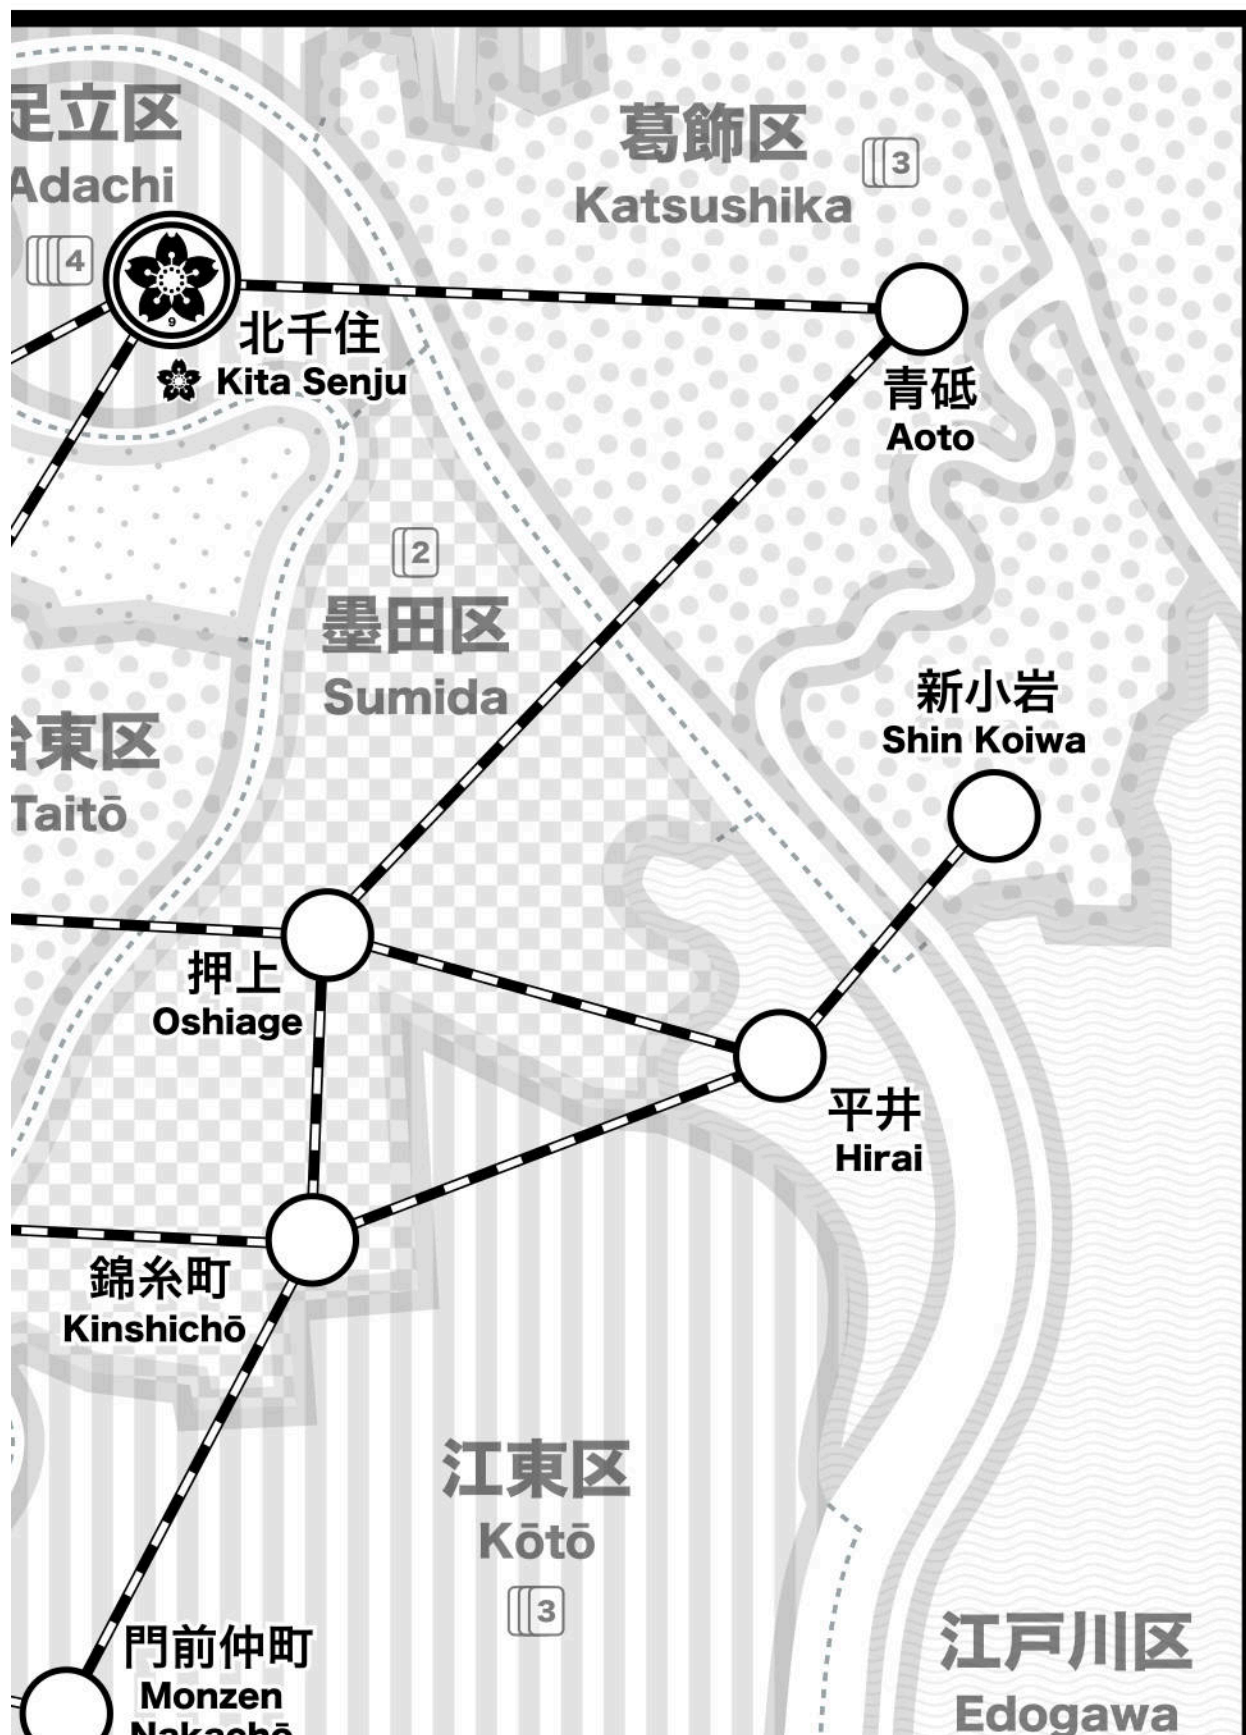 足立区
Adachi
4
葛飾区
Katsushika
3
9
北千住
Kita Senju
青砥
Aoto
2
墨田区
Sumida
新小岩
Shin Koiwa
台東区
Taitō
押上
Oshiage
平井
Hirai
錦糸町
Kinshichō
江東区
Kōtō
3
門前仲町
Monzen
Nakachō
江戸川区
Edogawa